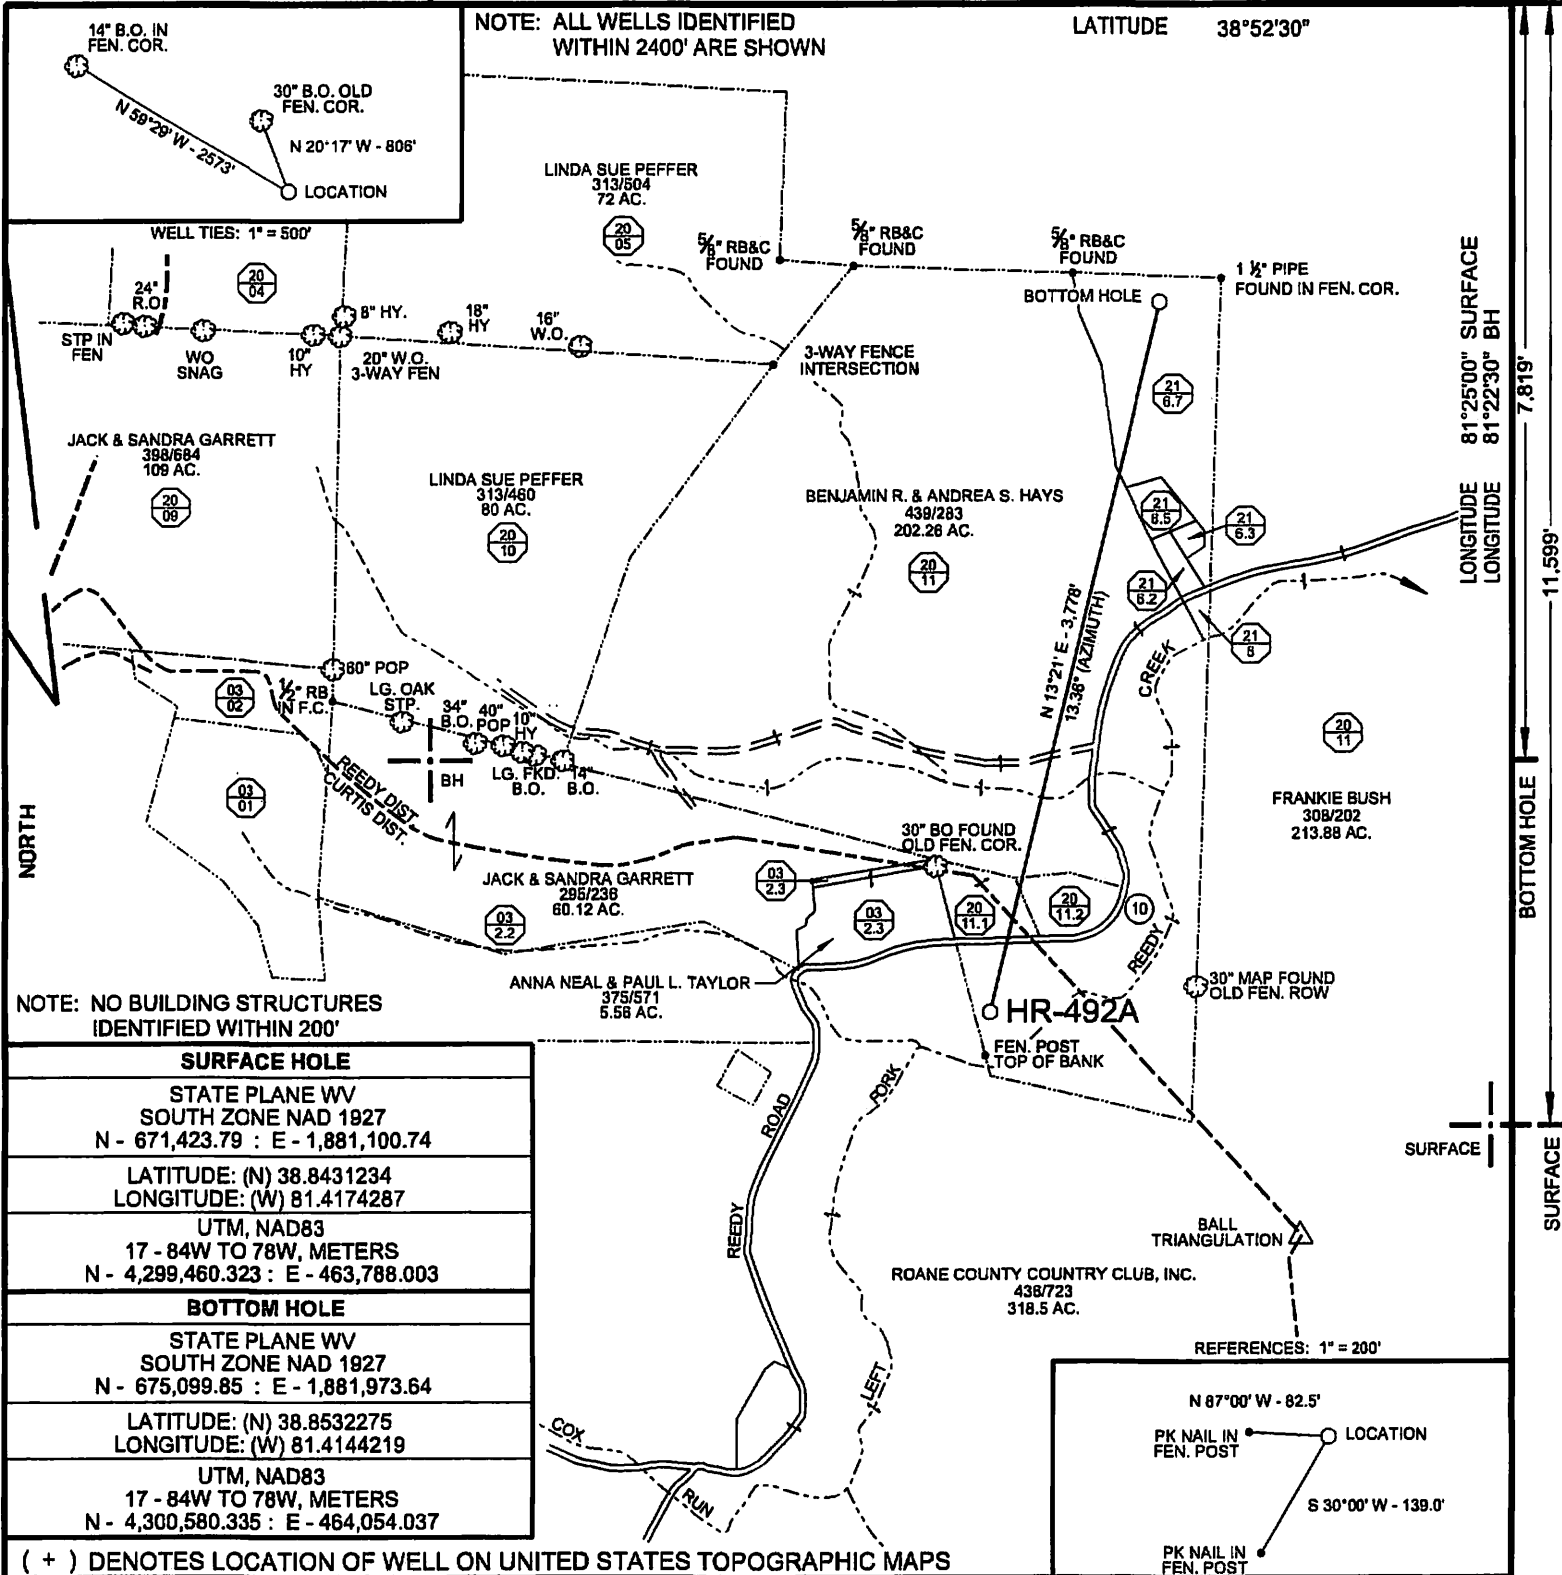 14" B.O. IN
FEN. COR.
30" B.O. OLD
FEN. COR.
N 59°29' W - 2573'
N 20°17' W - 806'
LOCATION
WELL TIES: 1" = 500'
NOTE: ALL WELLS IDENTIFIED
WITHIN 2400' ARE SHOWN
LATITUDE 38°52'30"
LINDA SUE PEFFER
313/504
72 AC.
20
05
5/8" RB&C
FOUND
5/8" RB&C
FOUND
5/8" RB&C
FOUND
1 1/2" PIPE
FOUND IN FEN. COR.
BOTTOM HOLE
20
04
24"
R.O.
STP IN
FEN
WO
SNAG
10"
HY
8" HY.
20" W.O.
3-WAY FEN
18"
HY
16"
W.O.
3-WAY FENCE
INTERSECTION
21
6.7
JACK & SANDRA GARRETT
398/684
109 AC.
20
09
LINDA SUE PEFFER
313/460
80 AC.
20
10
BENJAMIN R. & ANDREA S. HAYS
439/283
202.26 AC.
20
11
21
6.5
21
6.3
21
6.2
21
6
N 13°21' E - 3,778'
13.36° (AZIMUTH)
CREEK
LONGITUDE 81°25'00" SURFACE
LONGITUDE 81°22'30" BH
7,819'
11,599'
BOTTOM HOLE
SURFACE
60" POP
1/2" RB
IN F.C.
LG. OAK
STP.
34"
B.O.
40"
POP
10"
HY
LG. FKD.
B.O.
14"
B.O.
BH
03
02
03
01
REEDY DIST.
CURTIS DIST.
NORTH
20
11
FRANKIE BUSH
308/202
213.88 AC.
30" BO FOUND
OLD FEN. COR.
JACK & SANDRA GARRETT
295/236
60.12 AC.
03
2.3
03
2.2
03
2.3
20
11.1
20
11.2
10
REEDY
ANNA NEAL & PAUL L. TAYLOR
375/571
5.56 AC.
30" MAP FOUND
OLD FEN. ROW
HR-492A
FEN. POST
TOP OF BANK
NOTE: NO BUILDING STRUCTURES
IDENTIFIED WITHIN 200'
SURFACE HOLE
STATE PLANE WV
SOUTH ZONE NAD 1927
N - 671,423.79 : E - 1,881,100.74
LATITUDE: (N) 38.8431234
LONGITUDE: (W) 81.4174287
UTM, NAD83
17 - 84W TO 78W, METERS
N - 4,299,460.323 : E - 463,788.003
BOTTOM HOLE
STATE PLANE WV
SOUTH ZONE NAD 1927
N - 675,099.85 : E - 1,881,973.64
LATITUDE: (N) 38.8532275
LONGITUDE: (W) 81.4144219
UTM, NAD83
17 - 84W TO 78W, METERS
N - 4,300,580.335 : E - 464,054.037
FORK
ROAD
REEDY
LEFT
COX
RUN
SURFACE
BALL
TRIANGULATION
ROANE COUNTY COUNTRY CLUB, INC.
438/723
318.5 AC.
REFERENCES: 1" = 200'
N 87°00' W - 82.5'
PK NAIL IN
FEN. POST
LOCATION
S 30°00' W - 139.0'
PK NAIL IN
FEN. POST
( + ) DENOTES LOCATION OF WELL ON UNITED STATES TOPOGRAPHIC MAPS